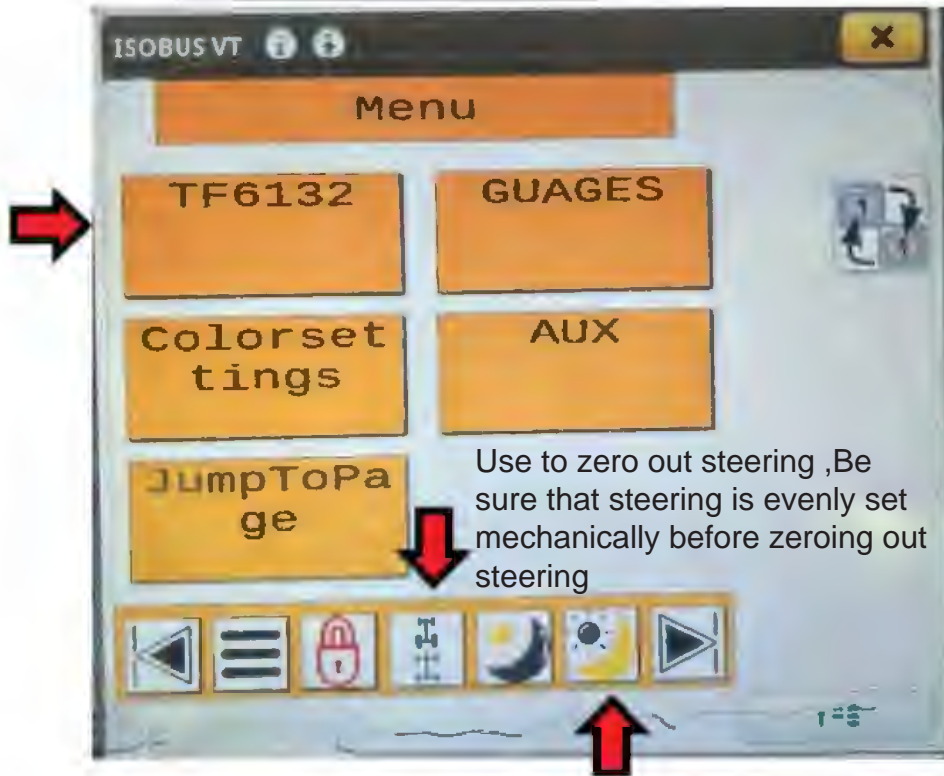 ISOBUS VT
Menu
TF6132
GUAGES
Colorset
tings
AUX
JumpToPa
ge
Use to zero out steering ,Be
sure that steering is evenly set
mechanically before zeroing out
steering